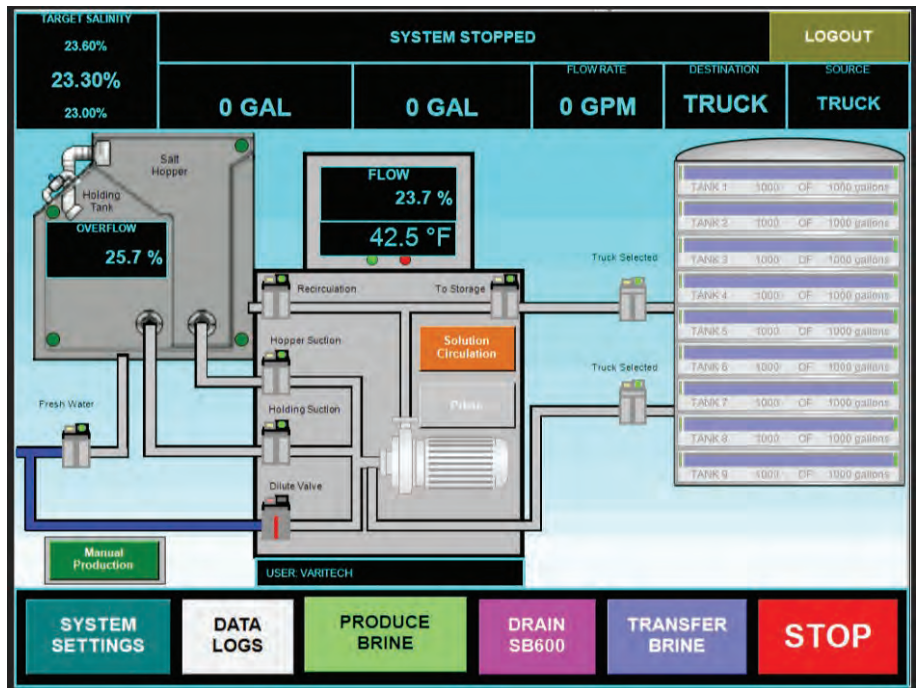 TARGET SALINITY
23.60%
23.30%
23.00%
SYSTEM STOPPED
LOGOUT
0 GAL
0 GAL
FLOW RATE
0 GPM
DESTINATION
TRUCK
SOURCE
TRUCK
Salt
Hopper
Holding
Tank
OVERFLOW
25.7 %
FLOW
23.7 %
42.5 °F
Recirculation
To Storage
Hopper Suction
Solution
Circulation
Prime
Holding Suction
Dilute Valve
Fresh Water
Truck Selected
Truck Selected
TANK 1 1000 OF 1000 gallons
TANK 2 1000 OF 1000 gallons
TANK 3 1000 OF 1000 gallons
TANK 4 1000 OF 1000 gallons
TANK 5 1000 OF 1000 gallons
TANK 6 1000 OF 1000 gallons
TANK 7 1000 OF 1000 gallons
TANK 8 1000 OF 1000 gallons
TANK 9 1000 OF 1000 gallons
Manual
Production
USER: VARITECH
SYSTEM
SETTINGS
DATA
LOGS
PRODUCE
BRINE
DRAIN
SB600
TRANSFER
BRINE
STOP